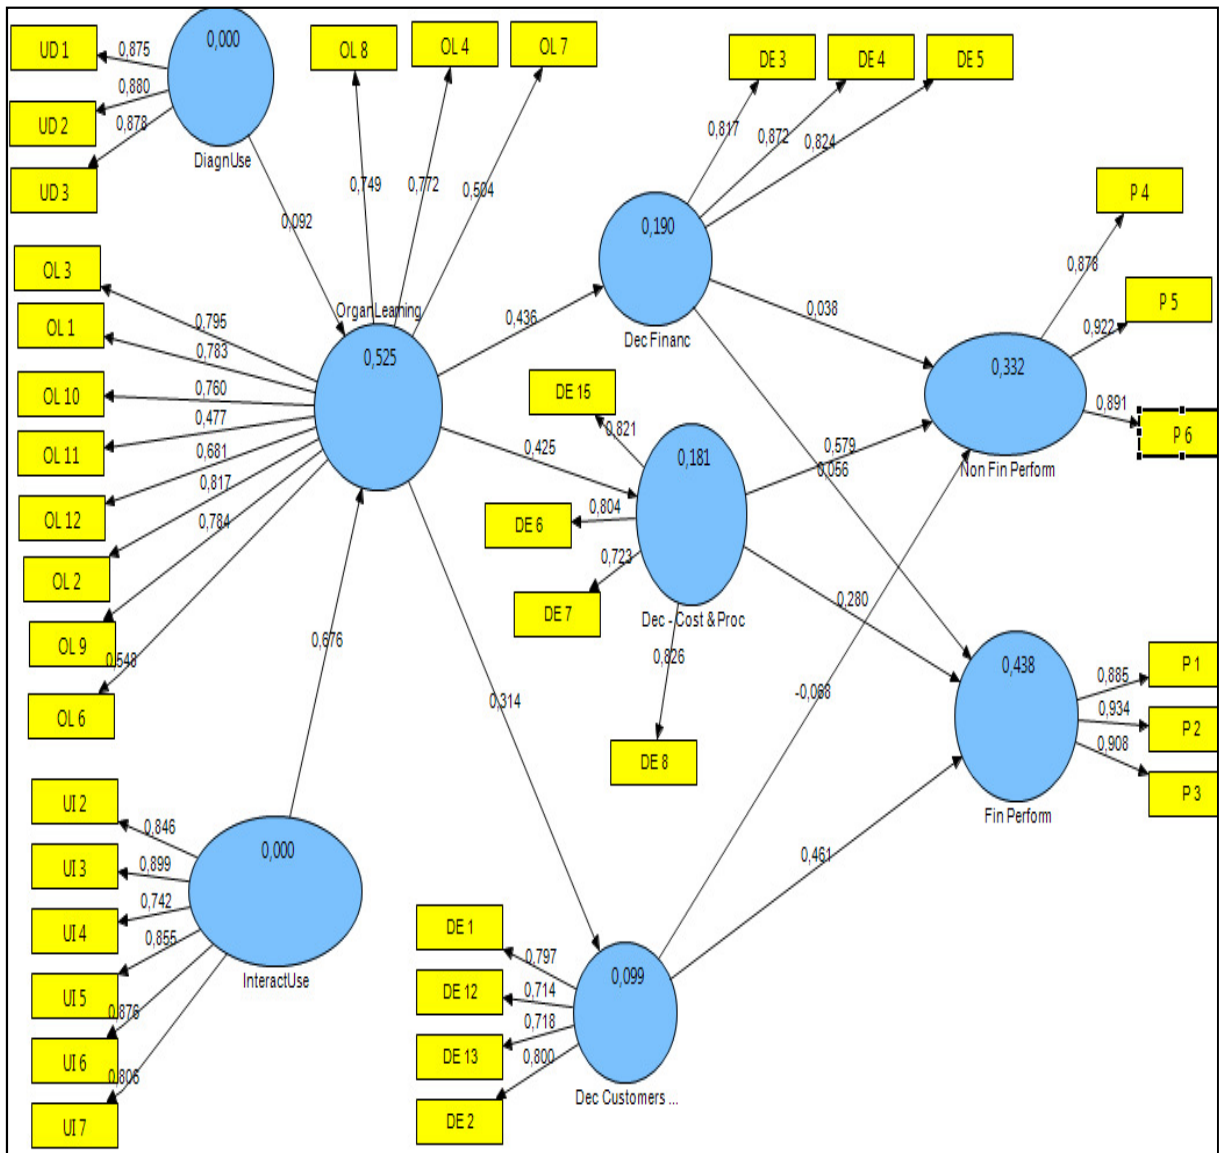 UD 1
0,875
0,000
UD 2
0,880
UD 3
0,878
DiagnUse
0,092
OL 8
OL 4
OL 7
0,749
0,772
0,504
DE 3
DE 4
DE 5
0,817
0,872
0,824
0,190
Dec Financ
P 4
0,878
P 5
0,922
P 6
0,891
0,332
Non Fin Perform
0,038
0,436
OL 3
0,795
OL 1
0,783
OL 10
0,760
OL 11
0,477
OL 12
0,681
OL 2
0,817
OL 9
0,784
OL 6
0,548
OrganLearning
0,525
0,425
DE 15
0,821
DE 6
0,804
DE 7
0,723
0,181
Dec - Cost & Proc
0,826
DE 8
0,579
0,056
0,280
-0,068
0,676
0,314
0,438
Fin Perform
P 1
0,885
P 2
0,934
P 3
0,908
0,461
UI 2
0,846
UI 3
0,899
UI 4
0,742
UI 5
0,855
UI 6
0,876
UI 7
0,806
0,000
InteractUse
DE 1
0,797
DE 12
0,714
DE 13
0,718
DE 2
0,800
0,099
Dec Customers ...